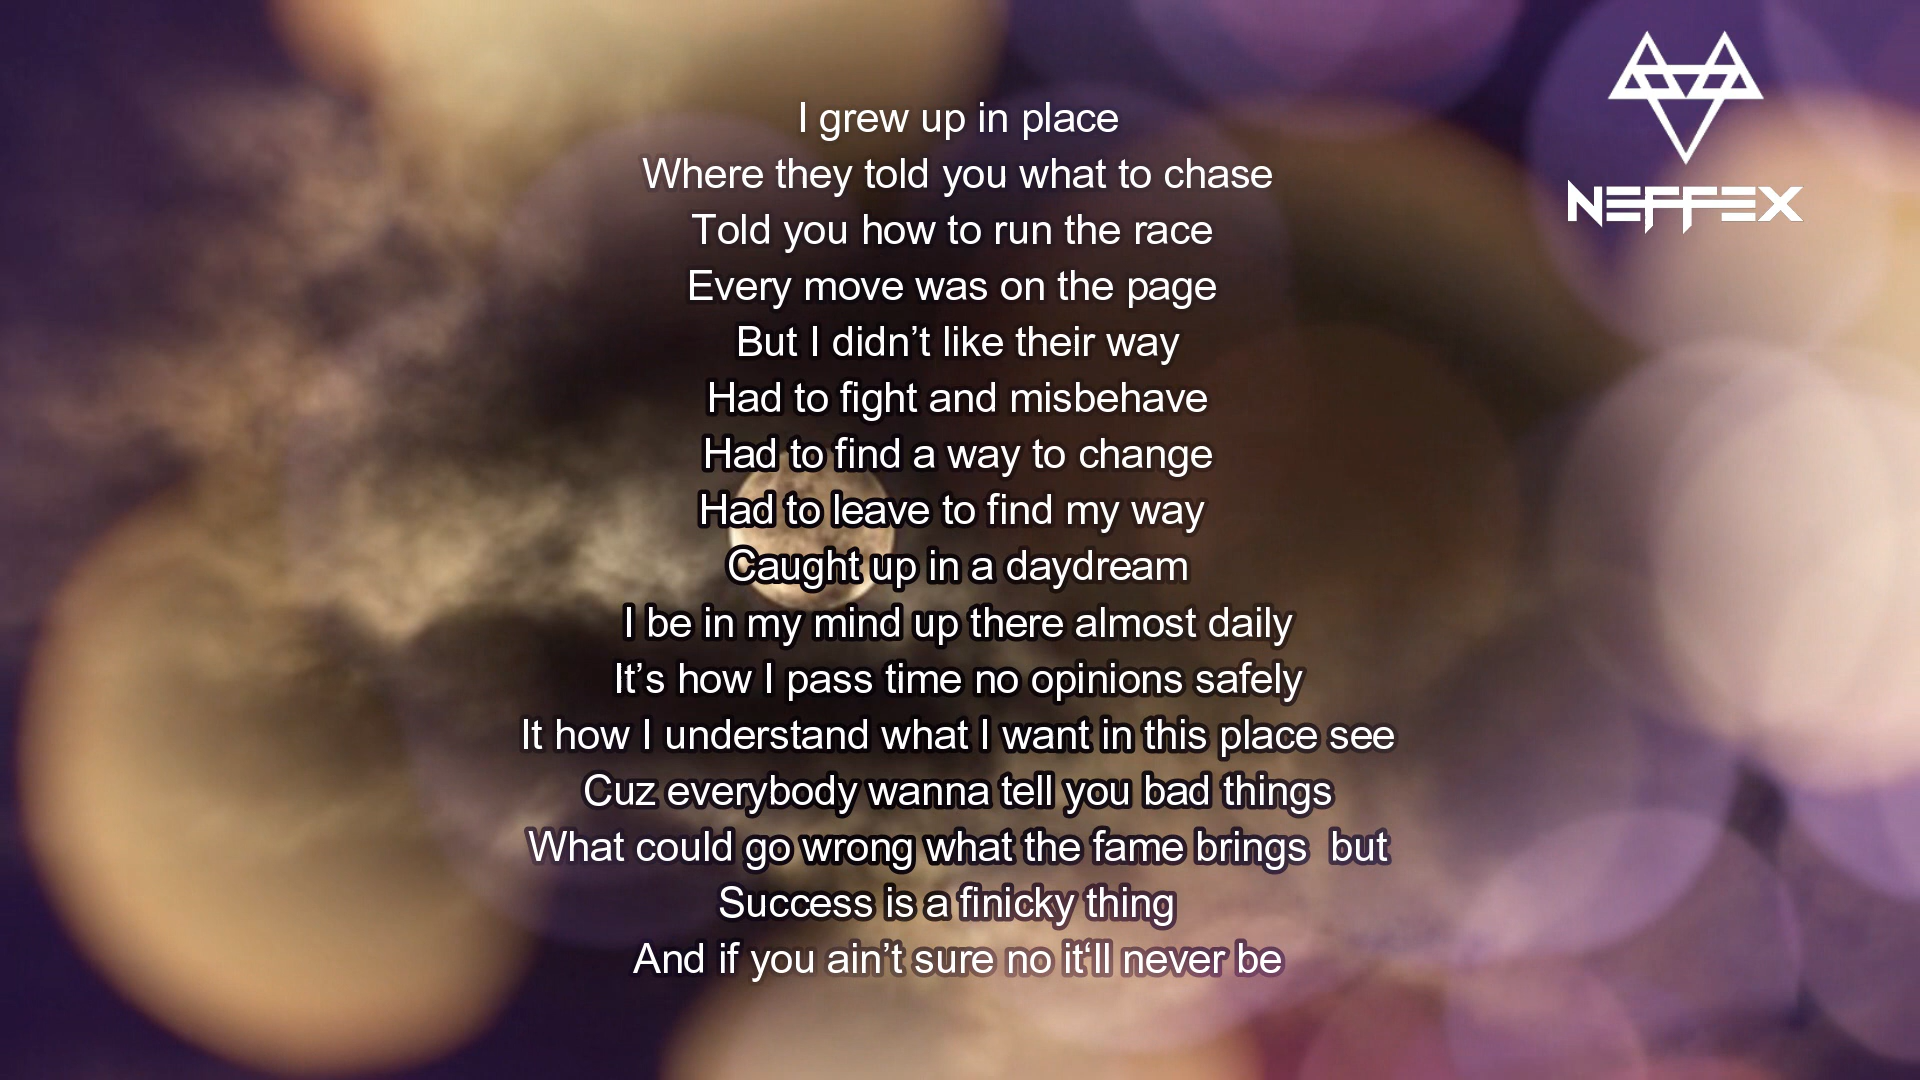 NEFFEX
I grew up in place
Where they told you what to chase
Told you how to run the race
Every move was on the page
But I didn’t like their way
Had to fight and misbehave
Had to find a way to change
Had to leave to find my way
Caught up in a daydream
I be in my mind up there almost daily
It’s how I pass time no opinions safely
It how I understand what I want in this place see
Cuz everybody wanna tell you bad things
What could go wrong what the fame brings  but
Success is a finicky thing
And if you ain’t sure no it‘ll never be